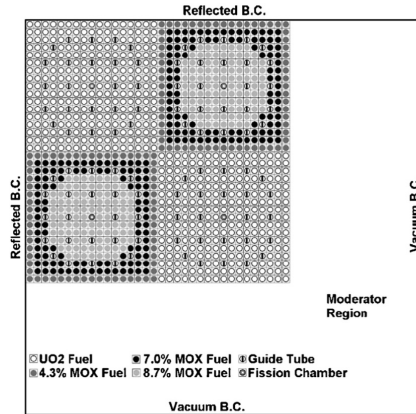 Reflected B.C.
Reflected B.C.
Vacuum B.C.
Moderator
Region
UO2 Fuel 7.0% MOX Fuel Guide Tube
4.3% MOX Fuel 8.7% MOX Fuel Fission Chamber
Vacuum B.C.